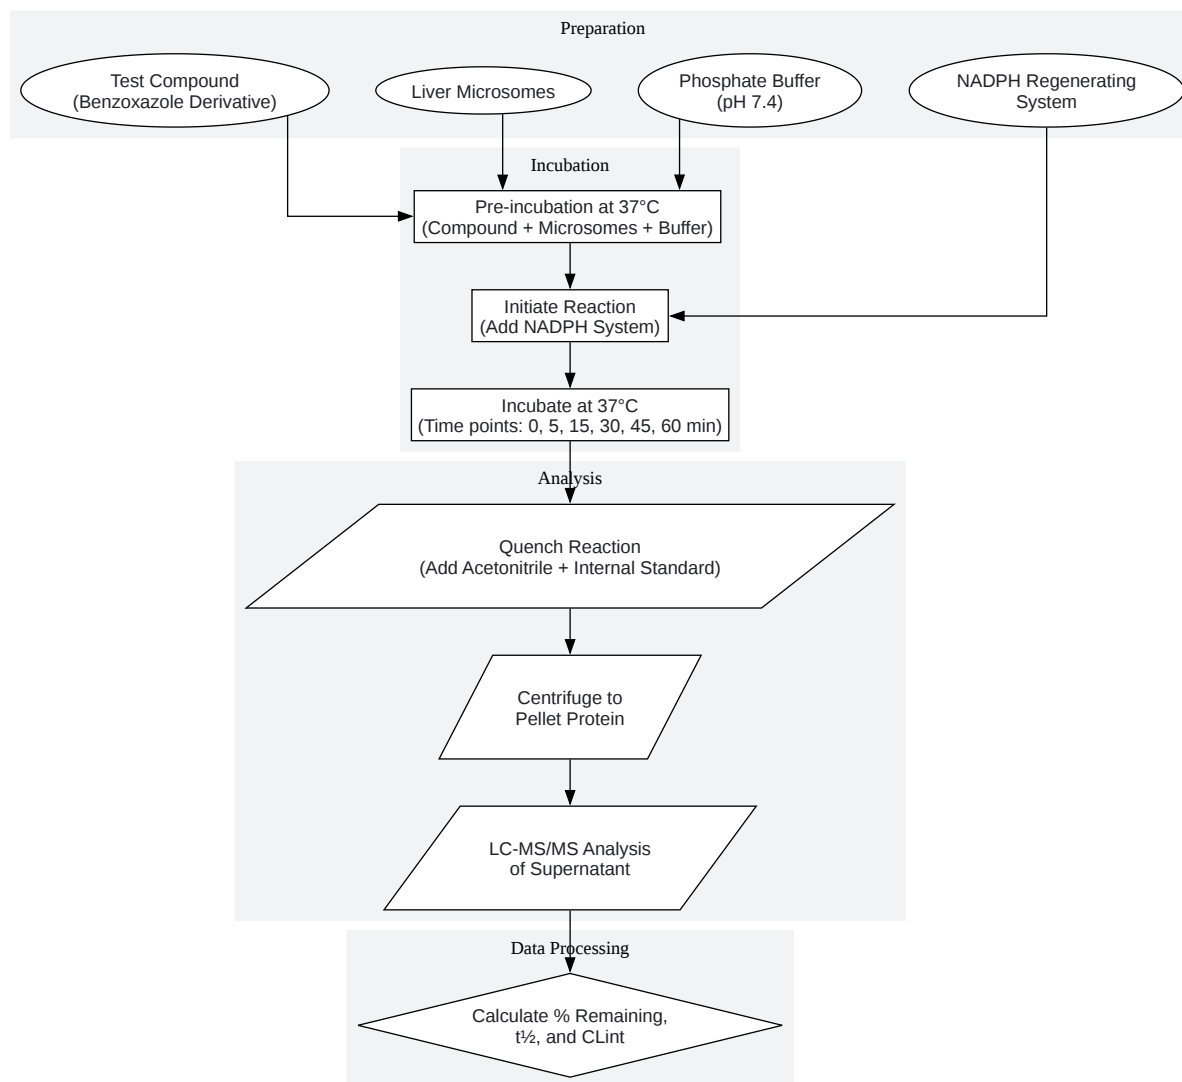 Preparation
Test Compound
(Benzoxazole Derivative)
Liver Microsomes
Phosphate Buffer
(pH 7.4)
NADPH Regenerating
System
Incubation
Pre-incubation at 37°C
(Compound + Microsomes + Buffer)
Initiate Reaction
(Add NADPH System)
Incubate at 37°C
(Time points: 0, 5, 15, 30, 45, 60 min)
Analysis
Quench Reaction
(Add Acetonitrile + Internal Standard)
Centrifuge to
Pellet Protein
LC-MS/MS Analysis
of Supernatant
Data Processing
Calculate % Remaining,
t½, and CLint